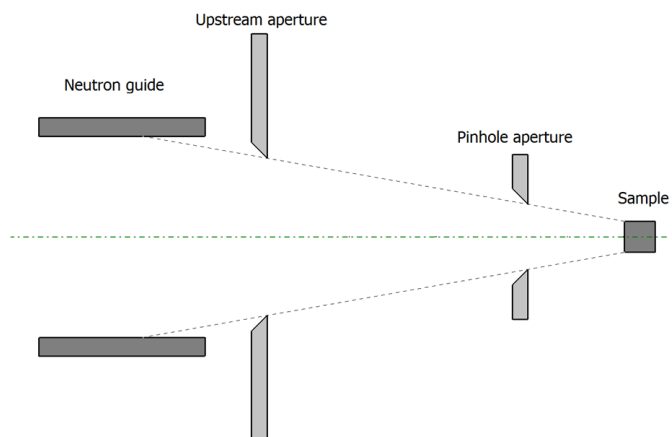 Upstream aperture
Neutron guide
Pinhole aperture
Sample